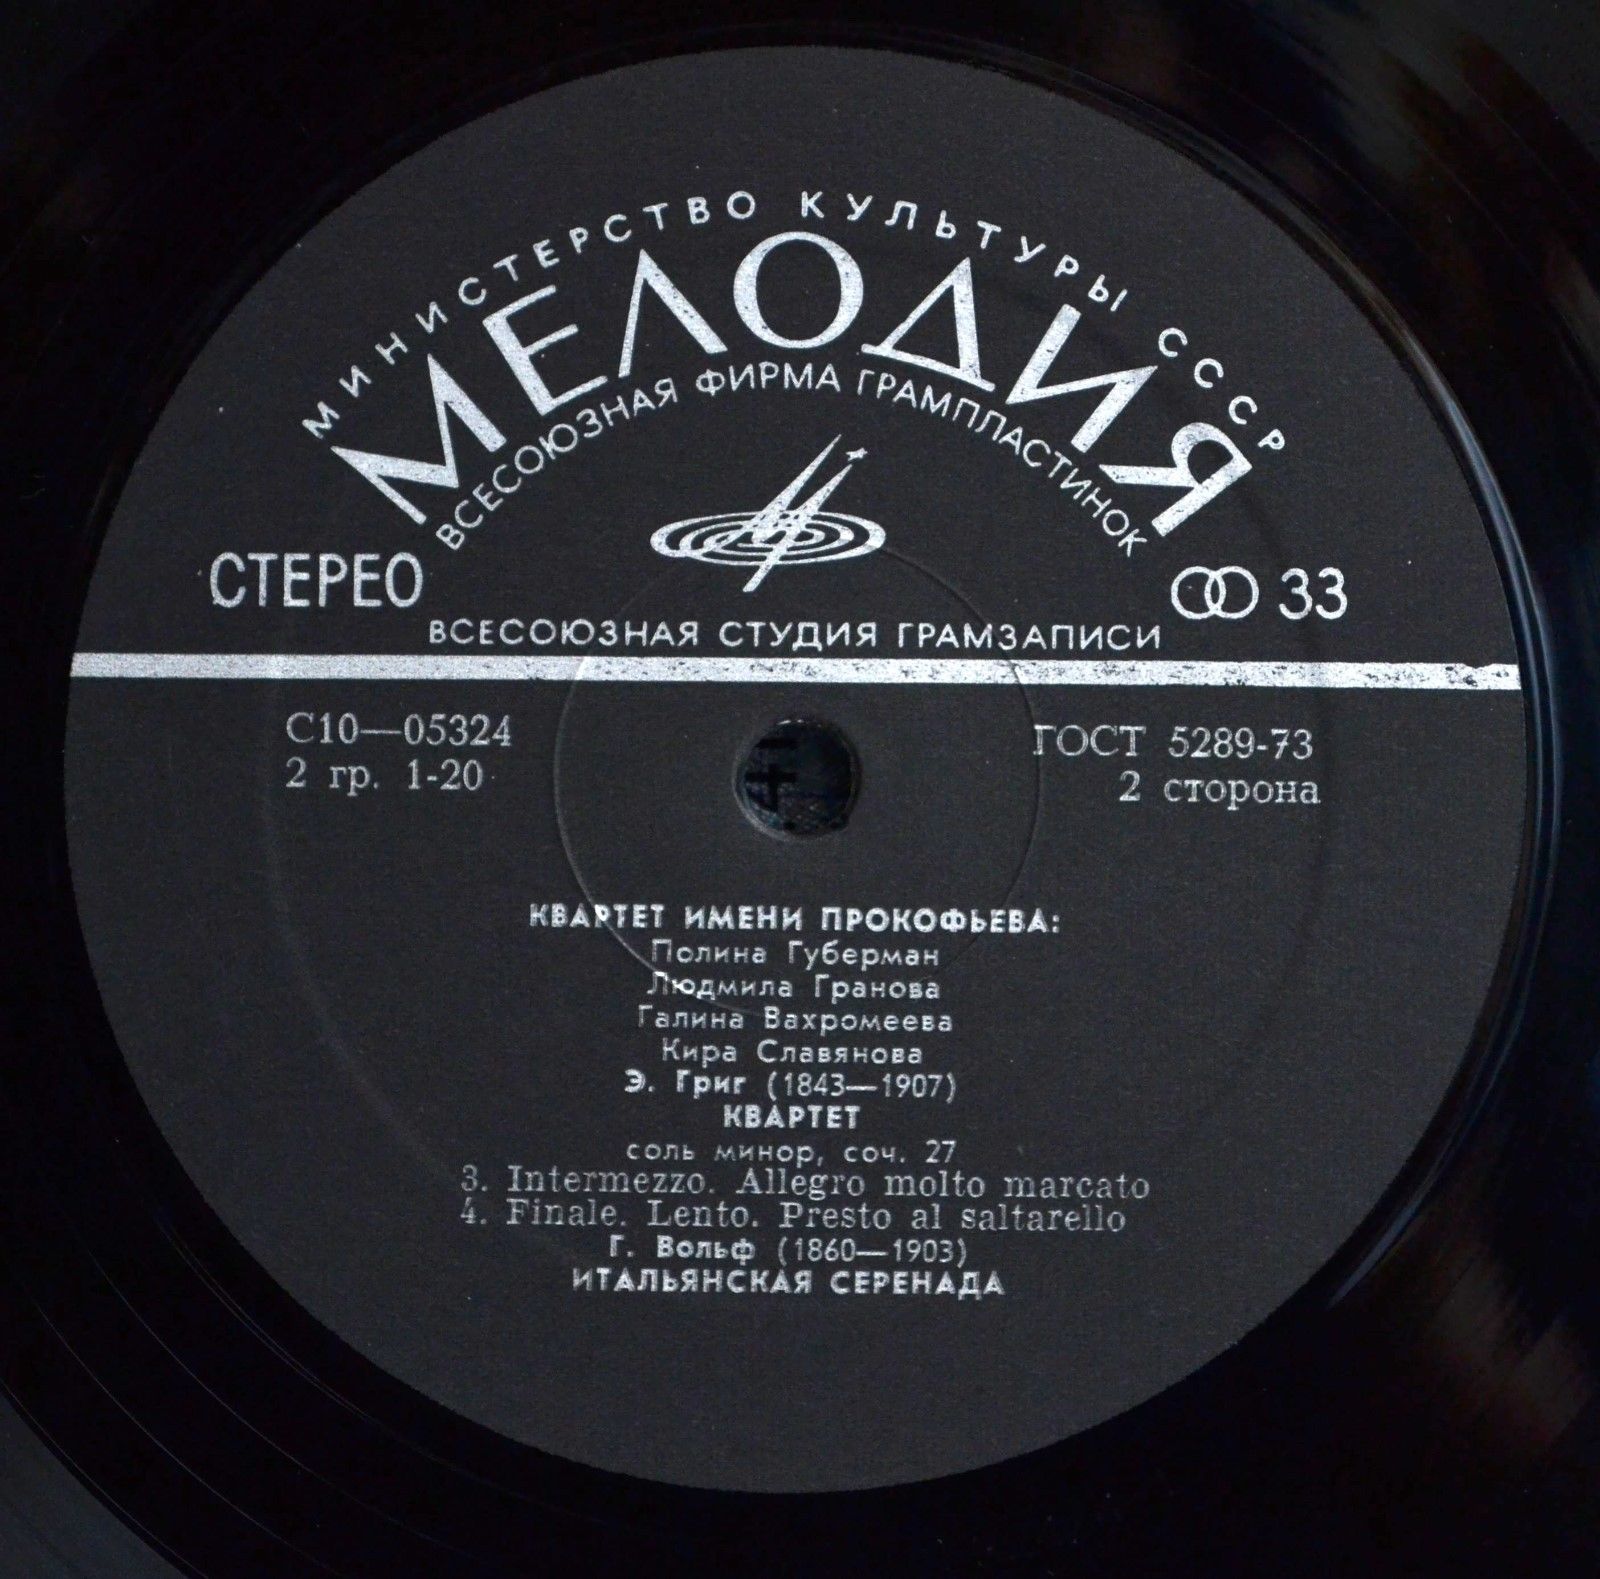 МИНИСТЕРСТВО КУЛЬТУРЫ СССР
МЕЛОДИЯ
ВСЕСОЮЗНАЯ ФИРМА ГРАМПЛАСТИНОК
СТЕРЕО
33
ВСЕСОЮЗНАЯ СТУДИЯ ГРАМЗАПИСИ
С10—05324
ГОСТ 5289-73
2 гр. 1-20
2 сторона
КВАРТЕТ ИМЕНИ ПРОКОФЬЕВА:
Полина Губерман
Людмила Гранова
Галина Вахромеева
Кира Славянова
Э. Григ (1843—1907)
КВАРТЕТ
соль минор, соч. 27
3. Intermezzo. Allegro molto marcato
4. Finale. Lento. Presto al saltarello
Г. Вольф (1860—1903)
ИТАЛЬЯНСКАЯ СЕРЕНАДА